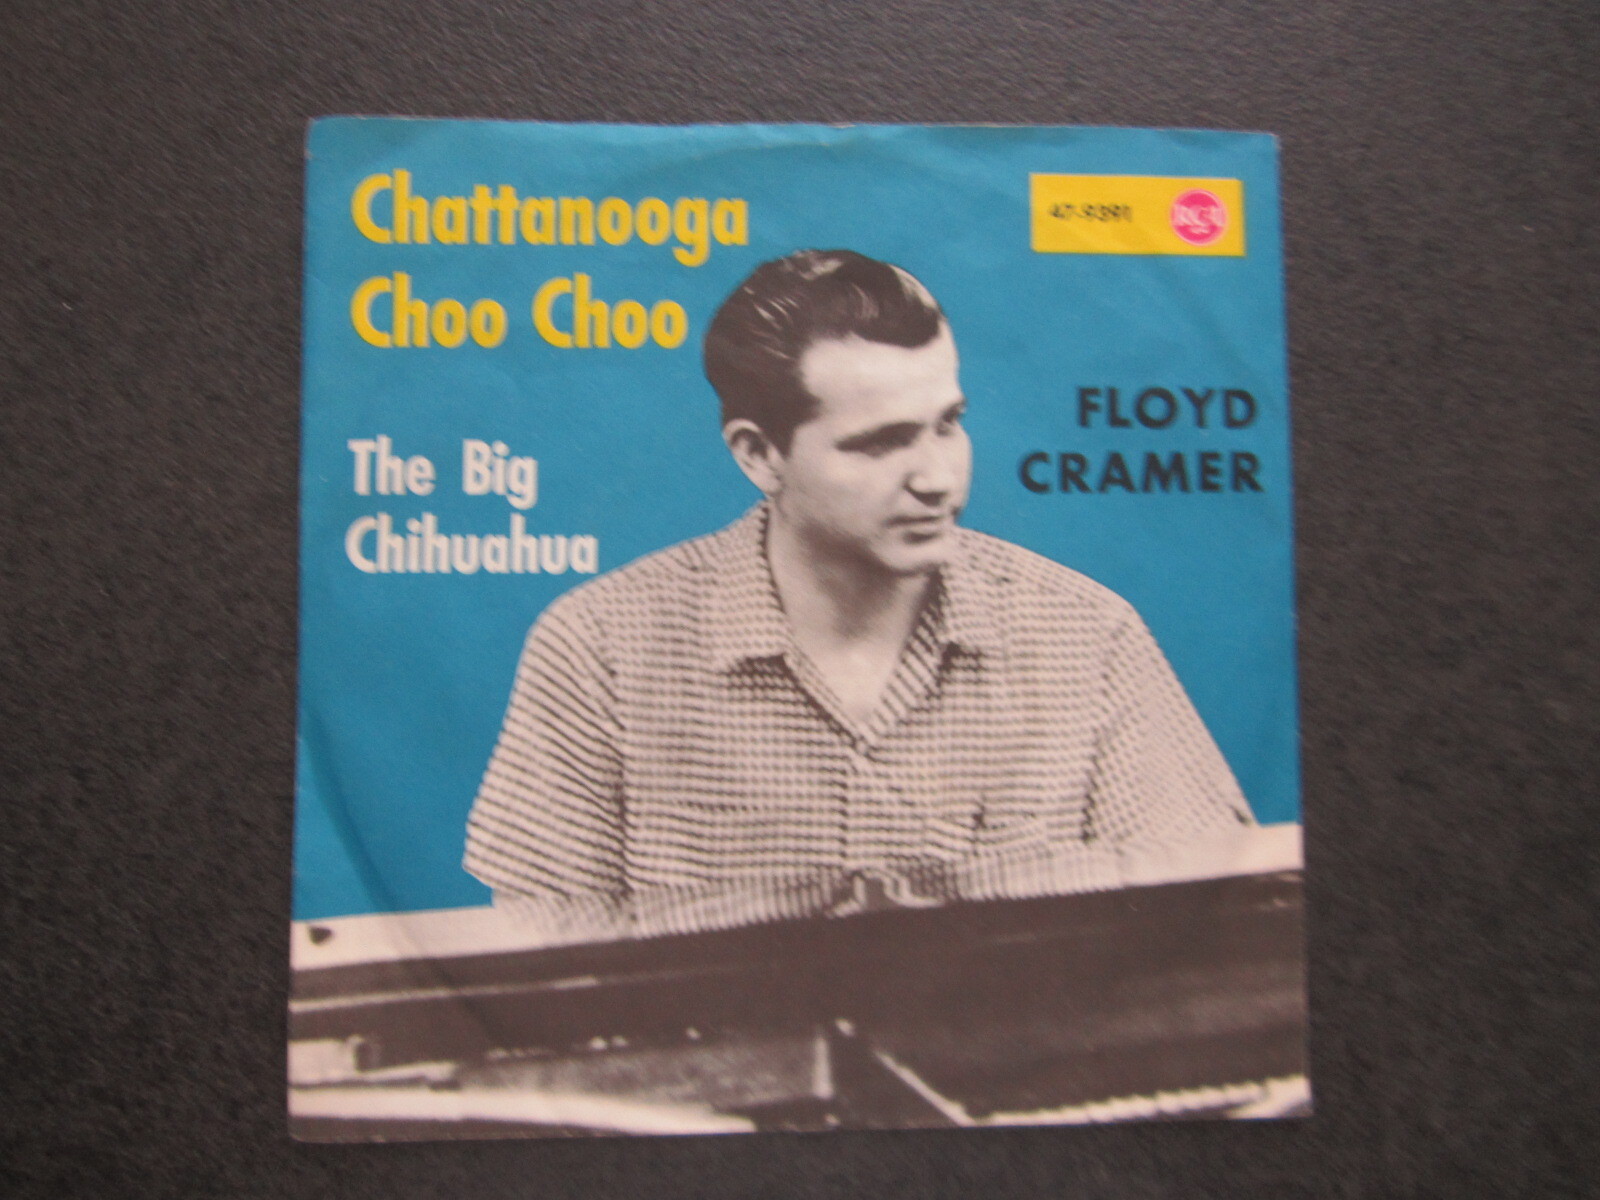 Chattanooga
Choo Choo
47-9391
RCA
FLOYD
CRAMER
The Big
Chihuahua